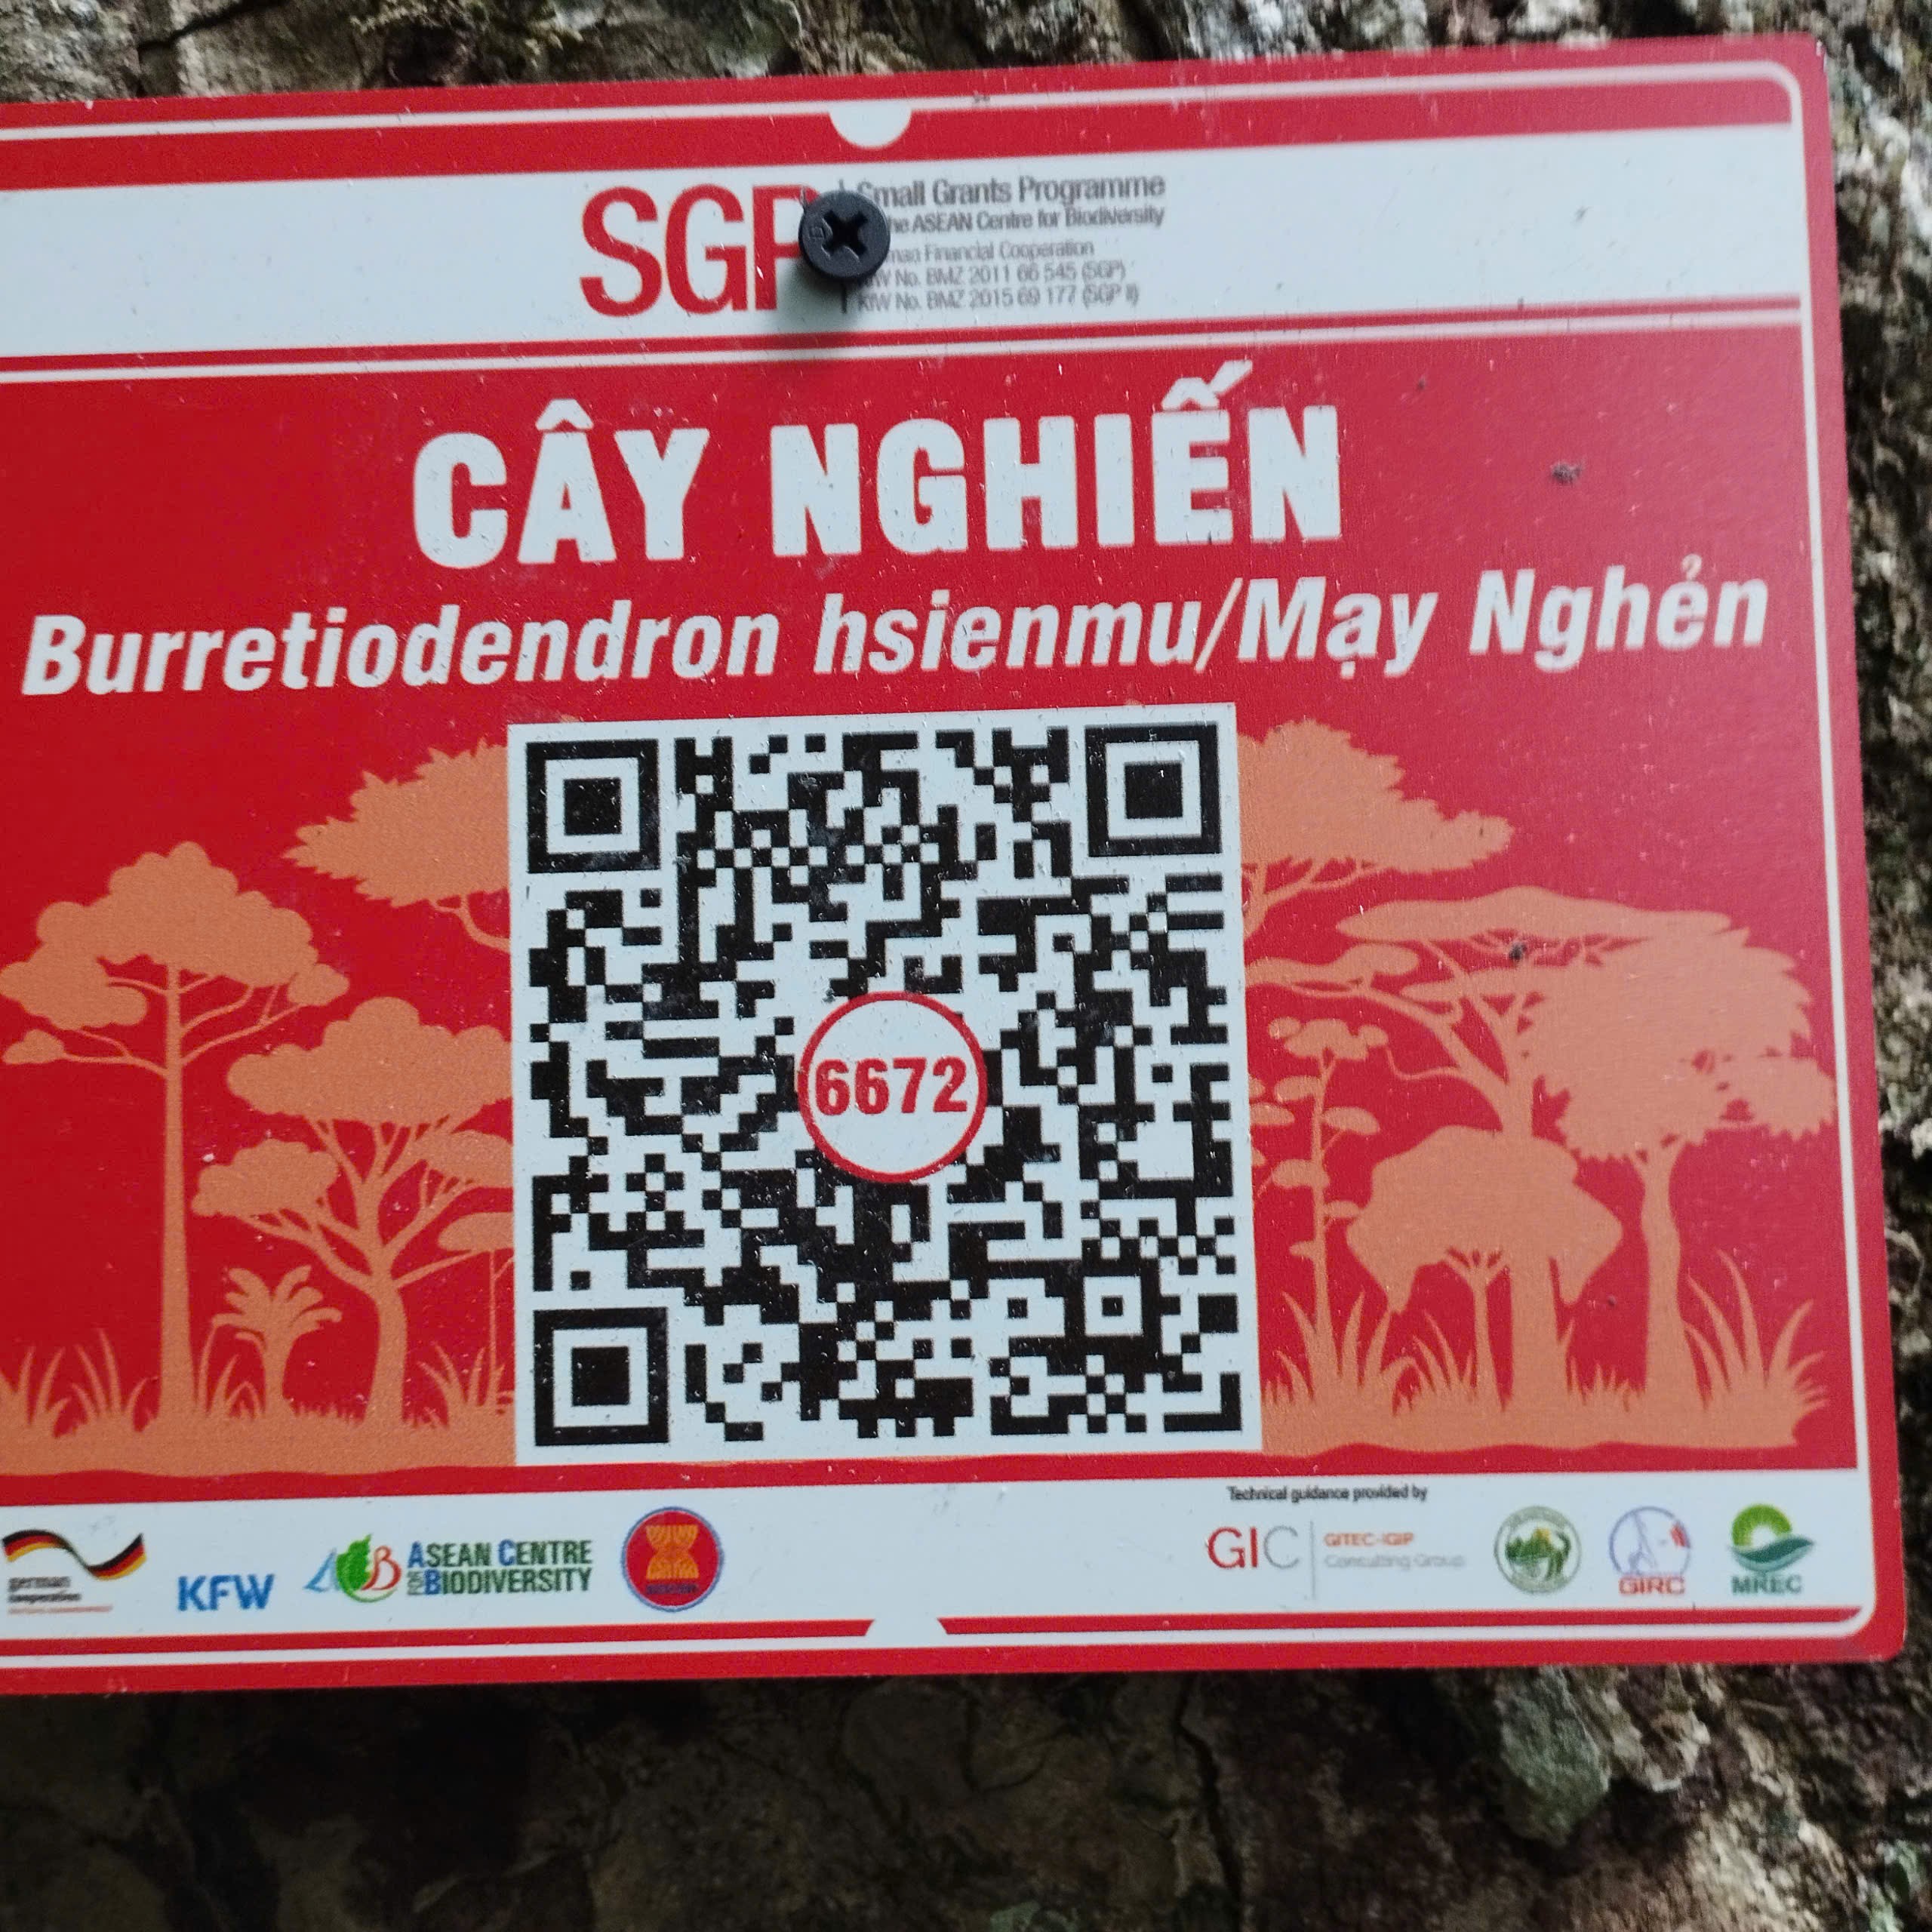 SGP
Small Grants Programme
the ASEAN Centre for Biodiversity
Financial Cooperation
KfW No. BMZ 2011 66 545 (SGP)
KfW No. BMZ 2015 69 177 (SGP II)
CÂY NGHIẾN
Burretiodendron hsienmu/Mạy Nghẻn
6672
german
cooperation
KFW
ACB
ASEAN CENTRE
FOR BIODIVERSITY
Technical guidance provided by
GIC
GITEC-IGIP
Consulting Group
GIRC
MREC